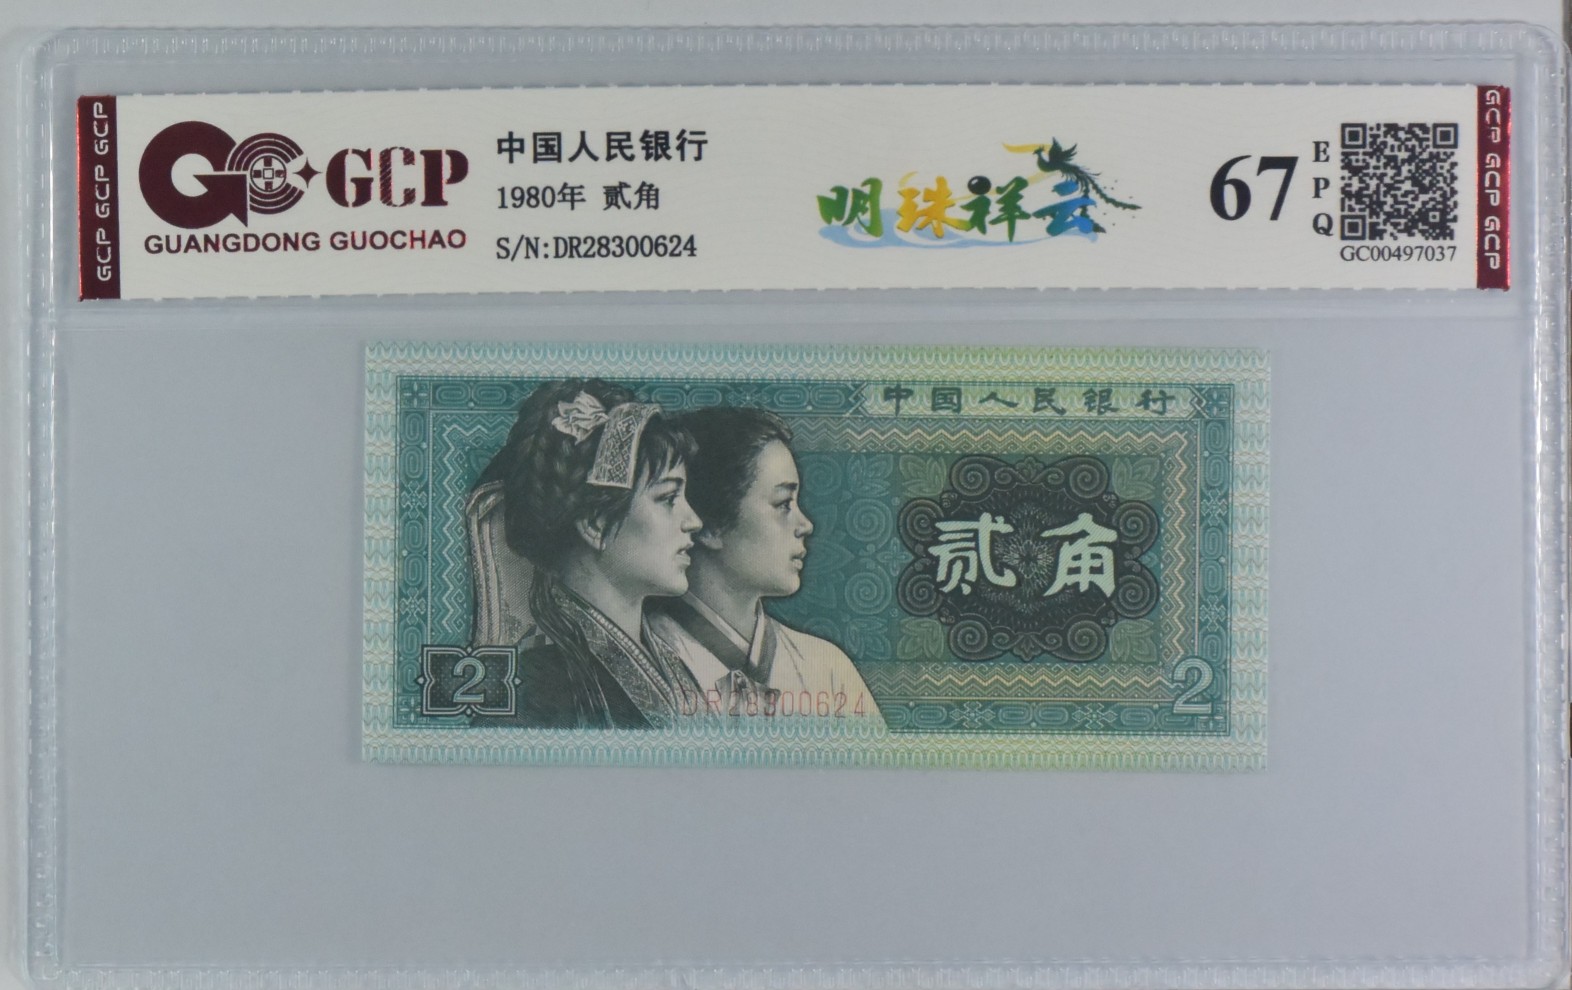 GCP GCP GCP
GCP
GUANGDONG GUOCHAO
中国人民银行
1980年 贰角
S/N:DR28300624
明珠祥云
67
EPQ
GC00497037
GCP GCP GCP
中国人民银行
贰角
2
2
DR28300624